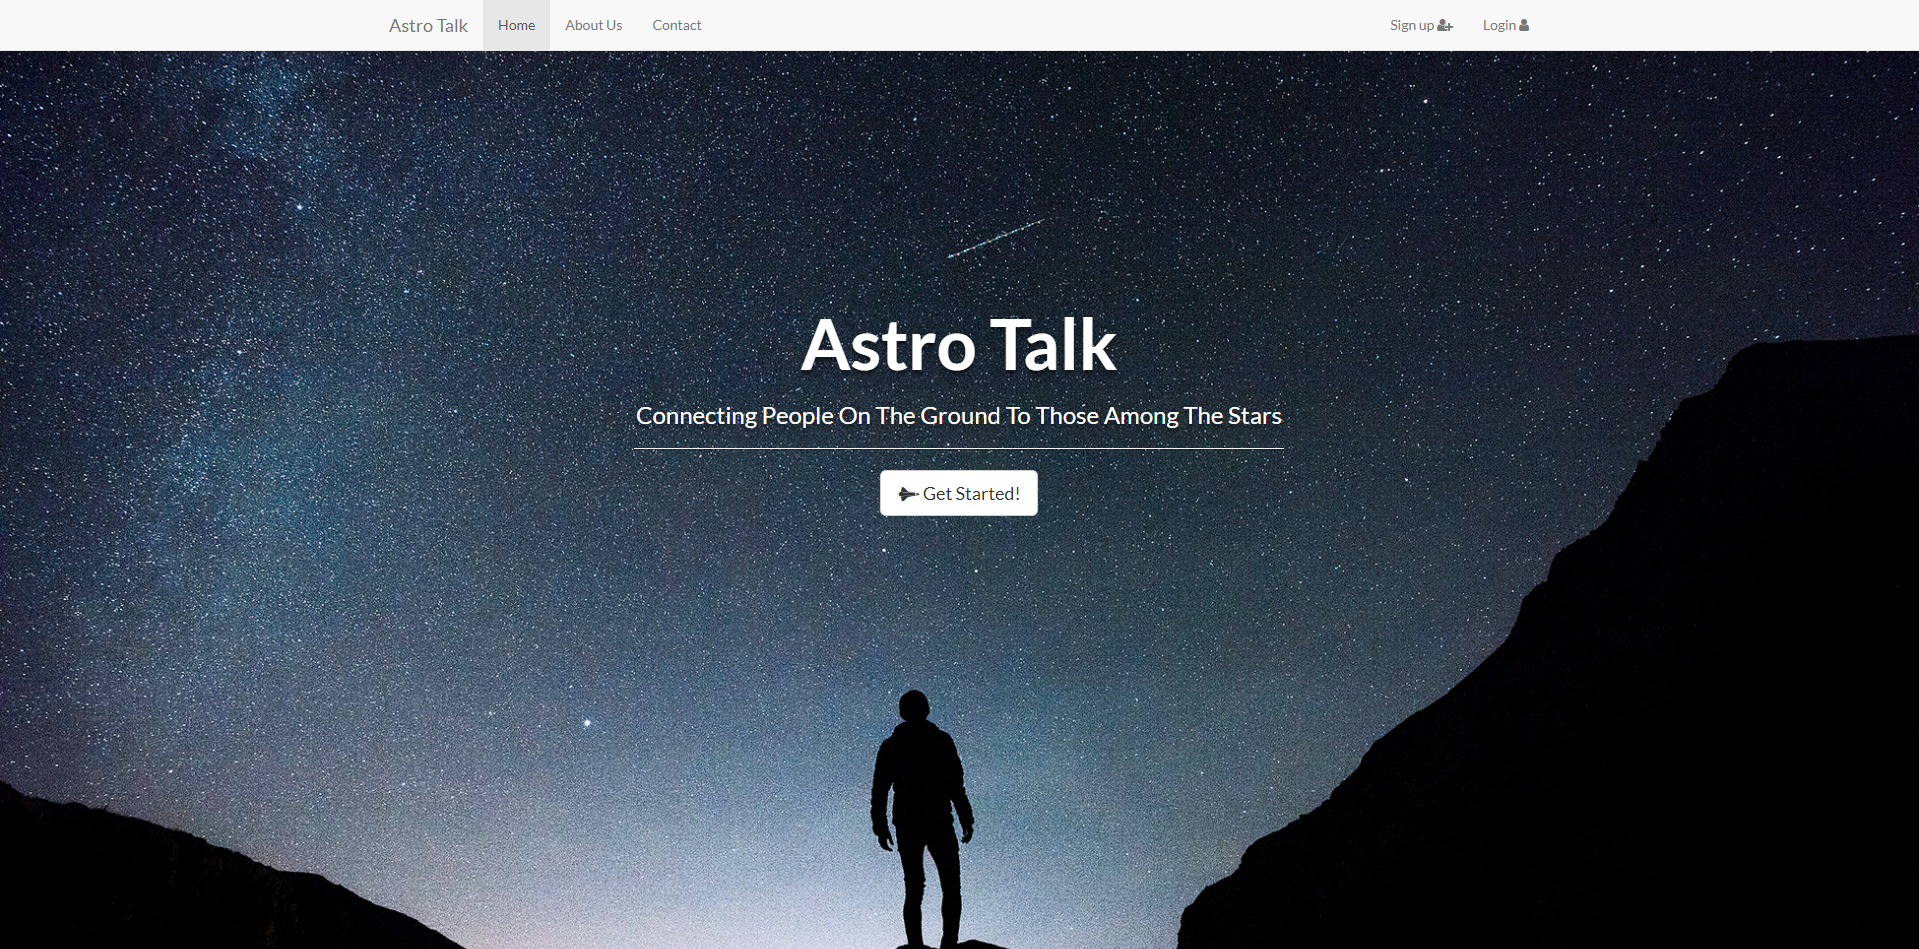 Astro Talk Home About Us Contact Sign up Login
Astro Talk
Connecting People On The Ground To Those Among The Stars
Get Started!